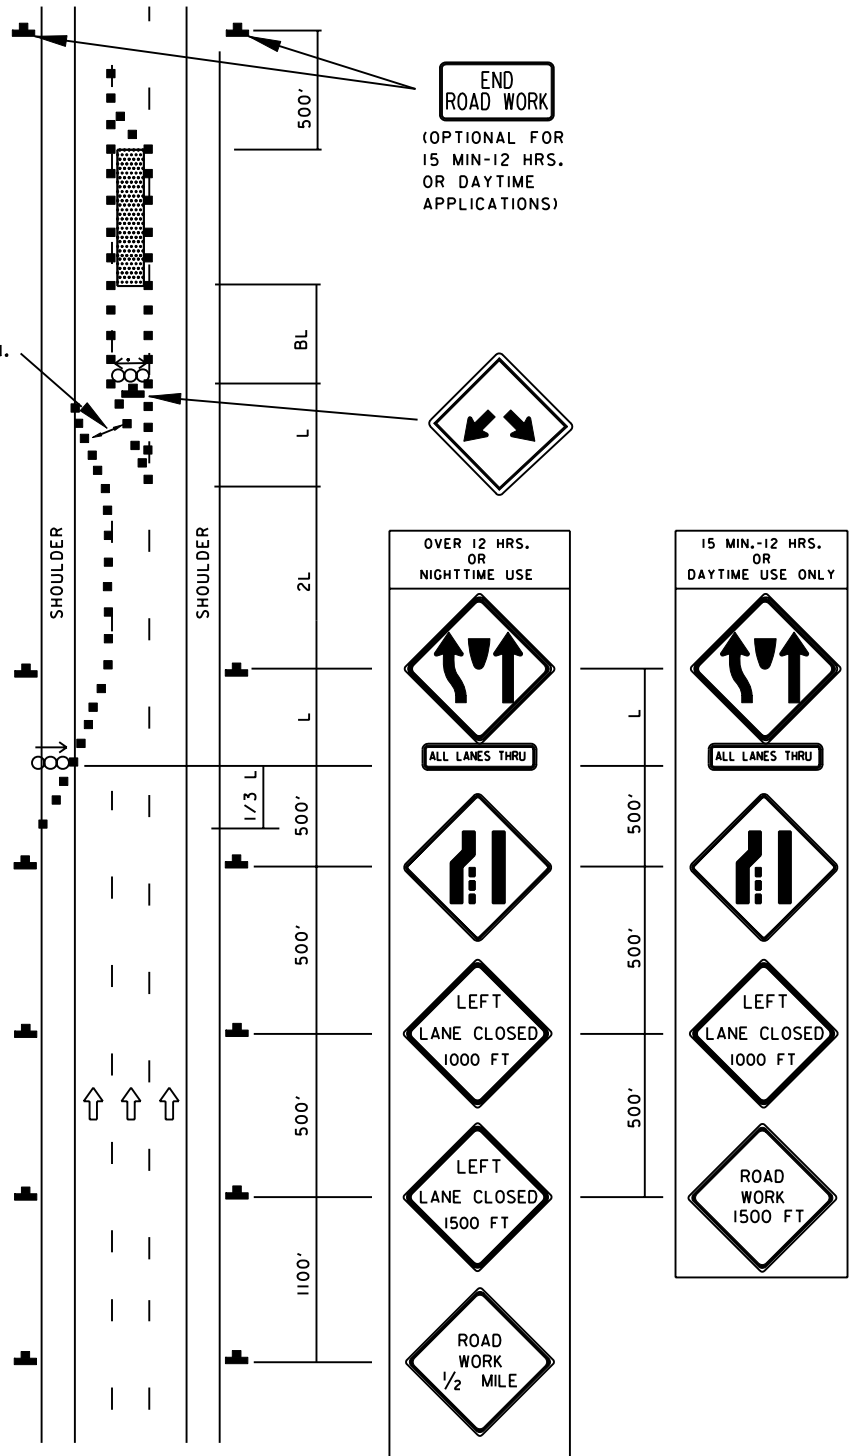 END
ROAD WORK
500'
(OPTIONAL FOR
15 MIN-12 HRS.
OR DAYTIME
APPLICATIONS)
BL
L
SHOULDER
SHOULDER
2L
L
1/3 L
500'
500'
500'
1100'
OVER 12 HRS.
OR
NIGHTTIME USE
ALL LANES THRU
LEFT
LANE CLOSED
1000 FT
LEFT
LANE CLOSED
1500 FT
ROAD
WORK
1/2 MILE
L
500'
500'
500'
15 MIN.-12 HRS.
OR
DAYTIME USE ONLY
ALL LANES THRU
LEFT
LANE CLOSED
1000 FT
ROAD
WORK
1500 FT